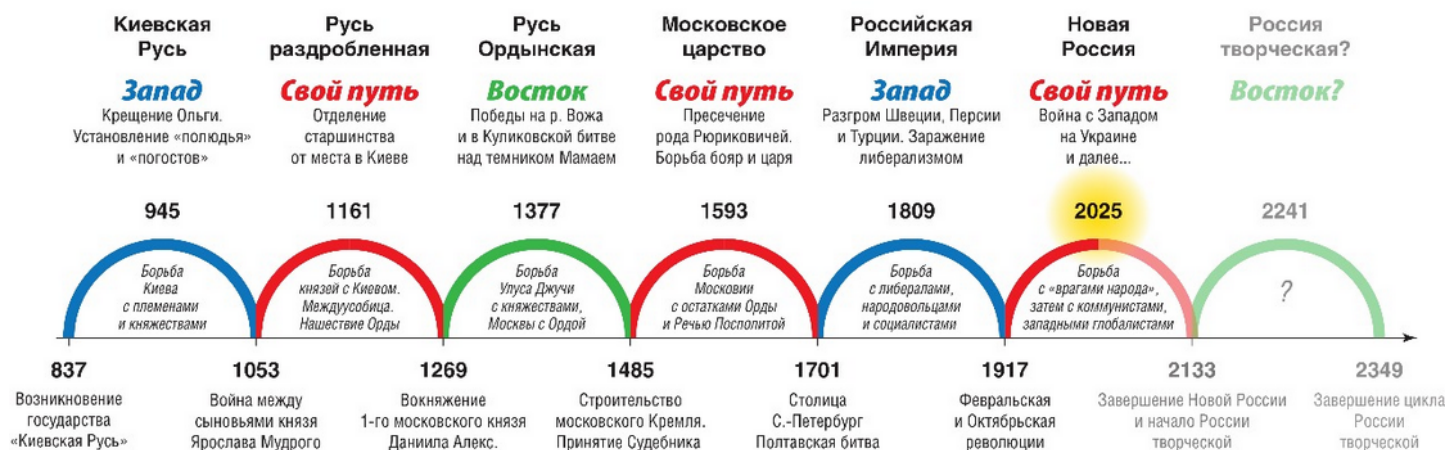 Киевская
Русь
Запад
Крещение Ольги.
Установление «полюдья»
и «погостов»
945
Борьба
Киева
с племенами
и княжествами
Русь
раздробленная
Свой путь
Отделение
старшинства
от места в Киеве
1161
Борьба
князей с Киевом.
Междуусобица.
Нашествие Орды
Русь
Ордынская
Восток
Победы на р. Вожа
и в Куликовской битве
над темником Мамаем
1377
Борьба
Улуса Джучи
с княжествами,
Москвы с Ордой
Московское
царство
Свой путь
Пресечение
рода Рюриковичей.
Борьба бояр и царя
1593
Борьба
Московии
с остатками Орды
и Речью Посполитой
Российская
Империя
Запад
Разгром Швеции, Персии
и Турции. Заражение
либерализмом
1809
Борьба
с либералами,
народовольцами
и социалистами
Новая
Россия
Свой путь
Война с Западом
на Украине
и далее...
2025
Борьба
с «врагами народа»,
затем с коммунистами,
западными глобалистами
Россия
творческая?
Восток?
2241
?
837
Возникновение
государства
«Киевская Русь»
1053
Война между
сыновьями князя
Ярослава Мудрого
1269
Вокняжение
1-го московского князя
Даниила Алекс.
1485
Строительство
московского Кремля.
Принятие Судебника
1701
Столица
С.-Петербург
Полтавская битва
1917
Февральская
и Октябрьская
революции
2133
Завершение Новой России
и начало России
творческой
2349
Завершение цикла
России
творческой